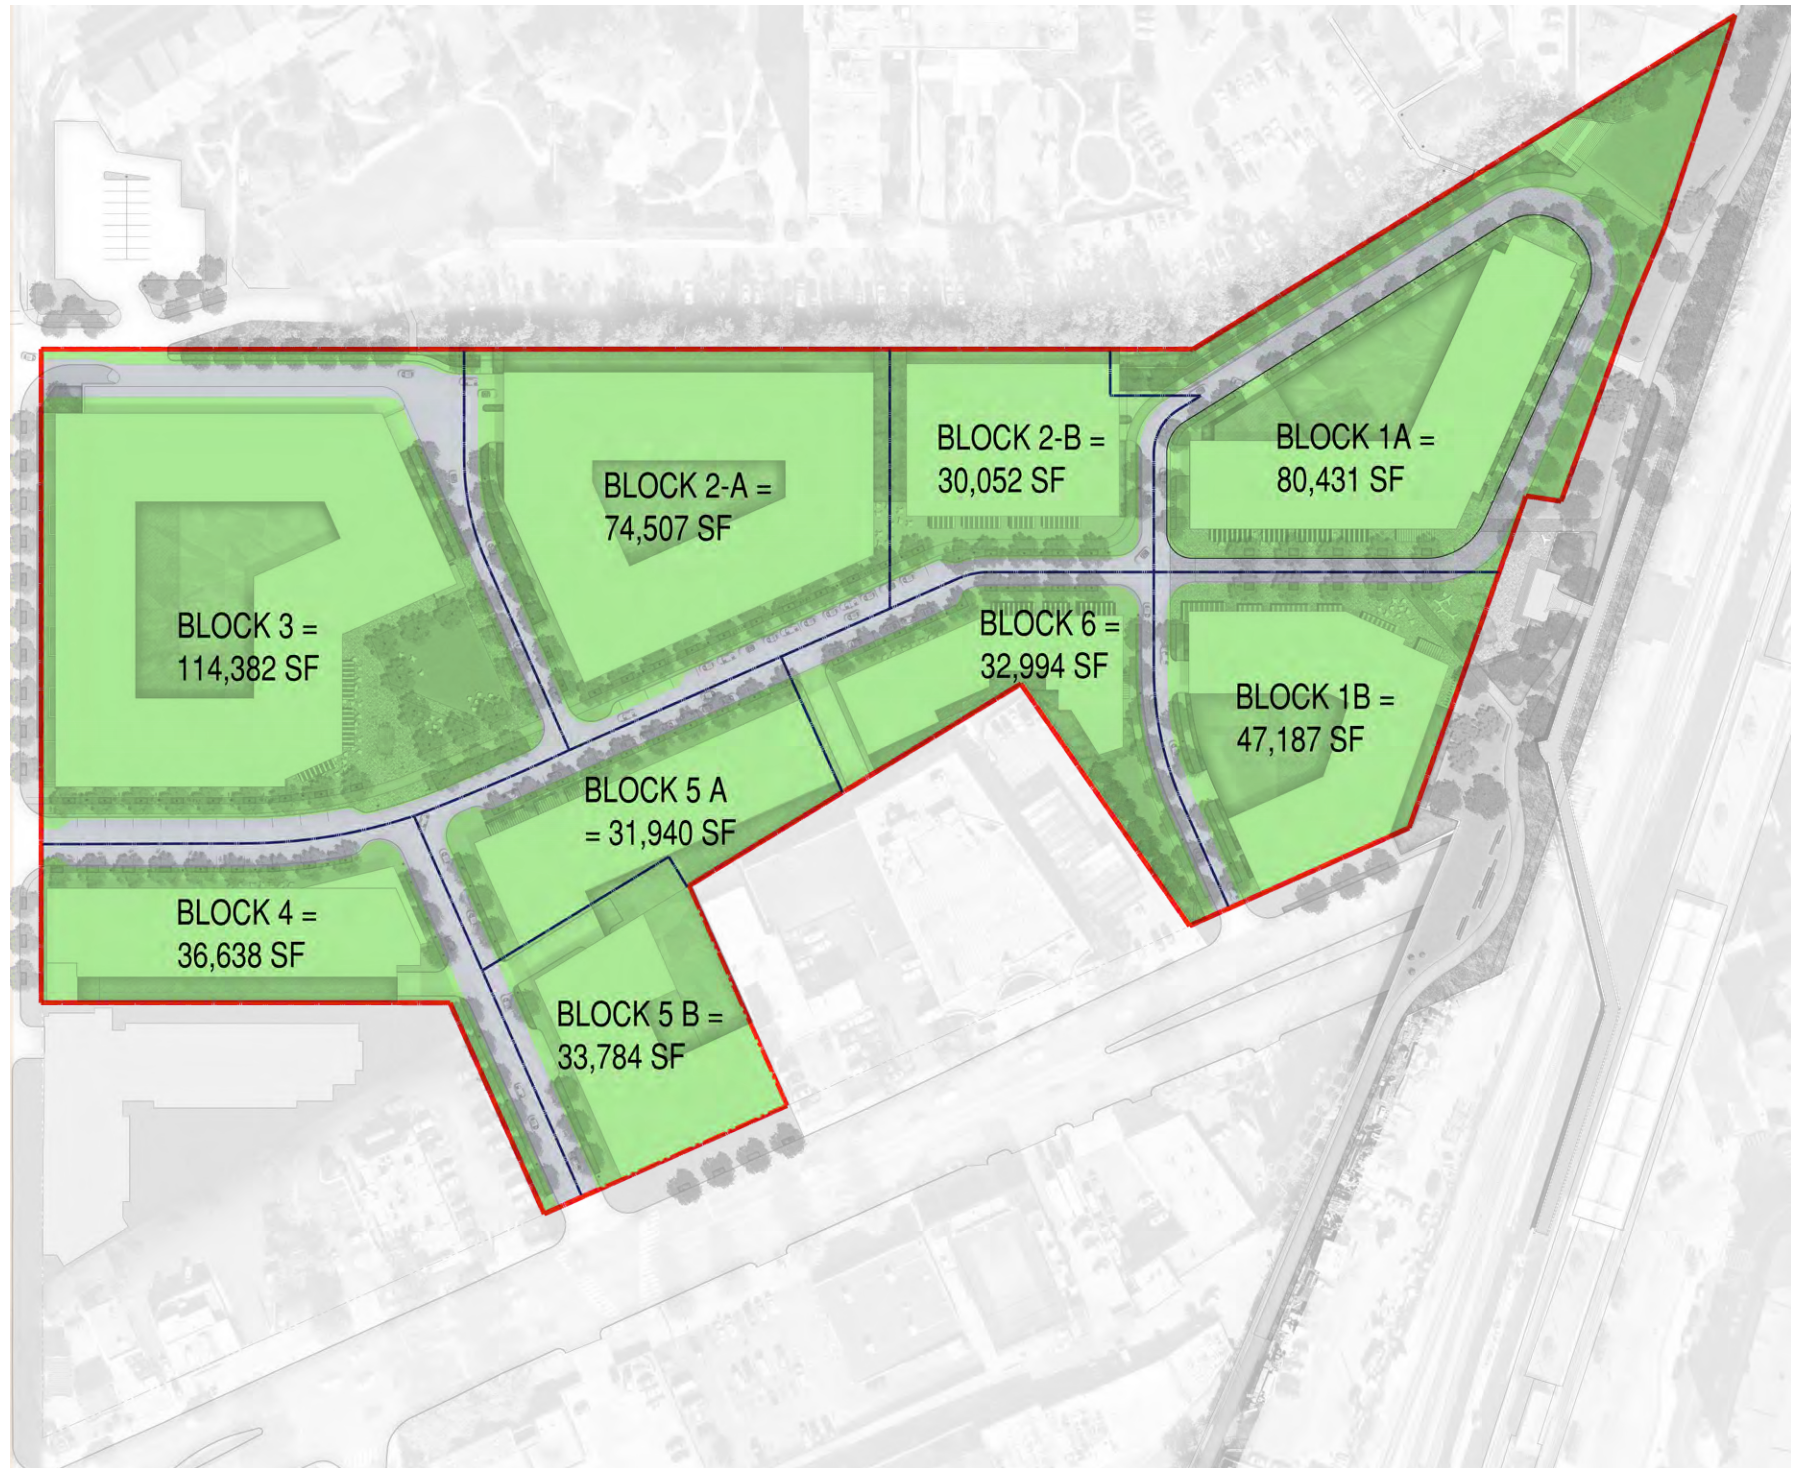 BLOCK 2-B =
30,052 SF
BLOCK 1A =
80,431 SF
BLOCK 2-A =
74,507 SF
BLOCK 3 =
114,382 SF
BLOCK 6 =
32,994 SF
BLOCK 1B =
47,187 SF
BLOCK 5 A
= 31,940 SF
BLOCK 4 =
36,638 SF
BLOCK 5 B =
33,784 SF